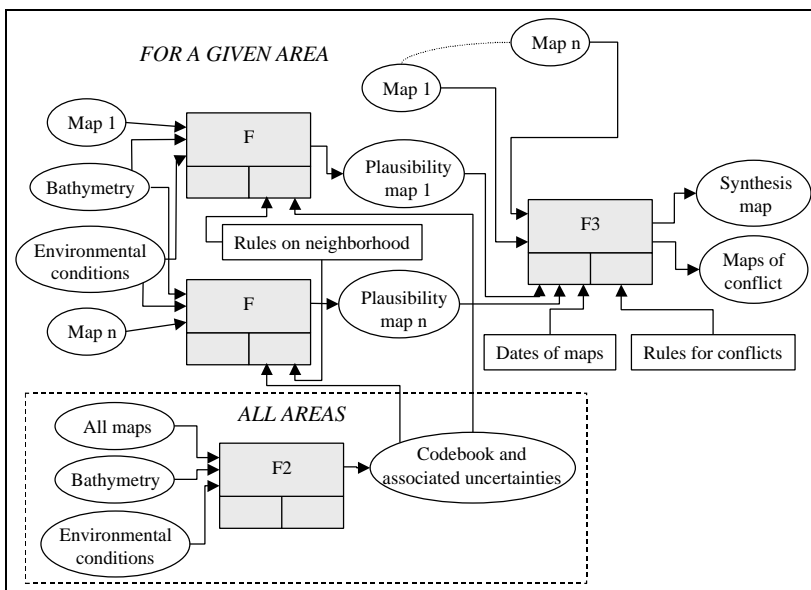 FOR A GIVEN AREA
Map n
Map 1
Map 1
F
Plausibility
map 1
Bathymetry
Synthesis
map
F3
Rules on neighborhood
Environmental
conditions
Maps of
conflict
F
Plausibility
map n
Map n
Dates of maps
Rules for conflicts
ALL AREAS
All maps
F2
Codebook and
associated uncertainties
Bathymetry
Environmental
conditions